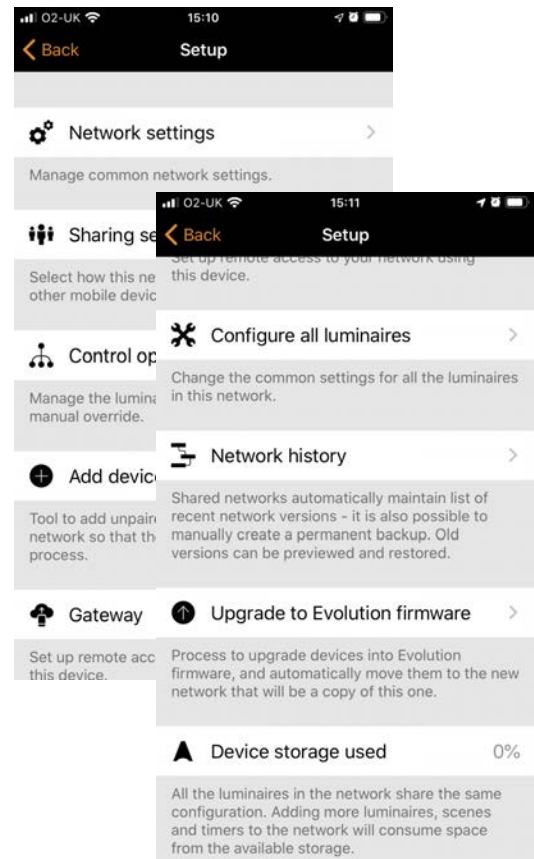 O2-UK 15:10
Back Setup
Network settings
Manage common network settings.
Sharing se
Select how this ne
other mobile devic
Control op
Manage the lumina
manual override.
Add devic
Tool to add unpair
network so that th
process.
Gateway
Set up remote acc
this device.
O2-UK 15:11
Back Setup
Set up remote access to your network using
this device.
Configure all luminaires
Change the common settings for all the luminaires
in this network.
Network history
Shared networks automatically maintain list of
recent network versions - it is also possible to
manually create a permanent backup. Old
versions can be previewed and restored.
Upgrade to Evolution firmware
Process to upgrade devices into Evolution
firmware, and automatically move them to the new
network that will be a copy of this one.
Device storage used 0%
All the luminaires in the network share the same
configuration. Adding more luminaires, scenes
and timers to the network will consume space
from the available storage.